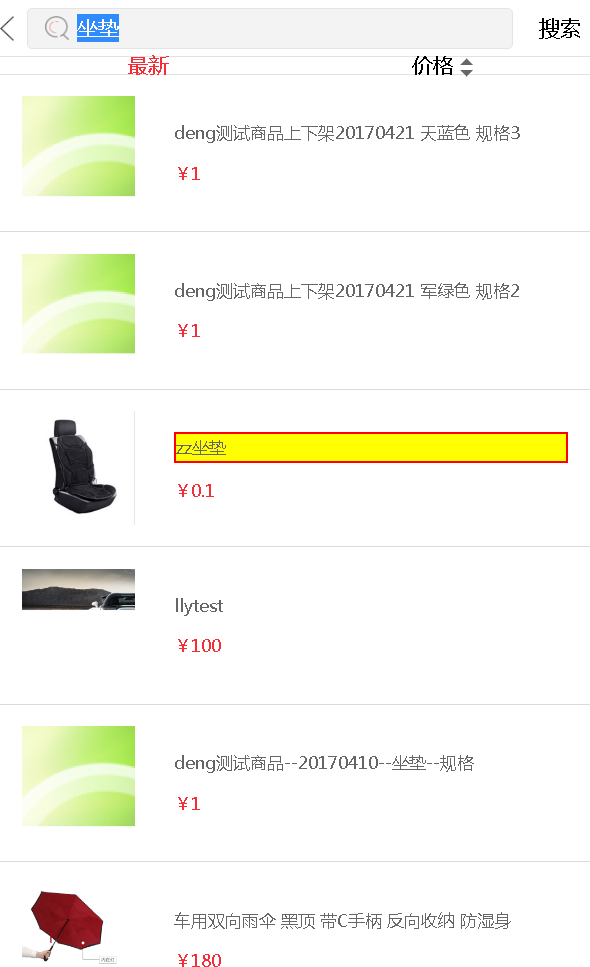 坐垫 搜索
最新 价格
deng测试商品上下架20170421 天蓝色 规格3
￥1
deng测试商品上下架20170421 军绿色 规格2
￥1
zz坐垫
￥0.1
llytest
￥100
deng测试商品--20170410--坐垫--规格
￥1
车用双向雨伞 黑顶 带C手柄 反向收纳 防湿身
￥180